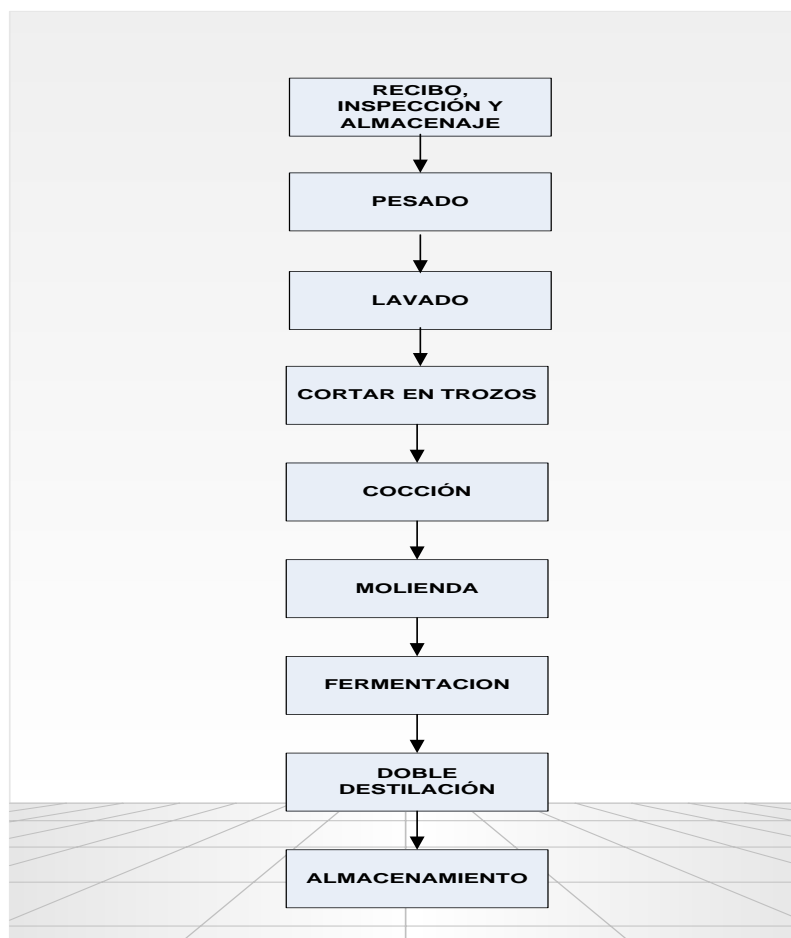 RECIBO,
INSPECCIÓN Y
ALMACENAJE
PESADO
LAVADO
CORTAR EN TROZOS
COCCIÓN
MOLIENDA
FERMENTACION
DOBLE
DESTILACIÓN
ALMACENAMIENTO